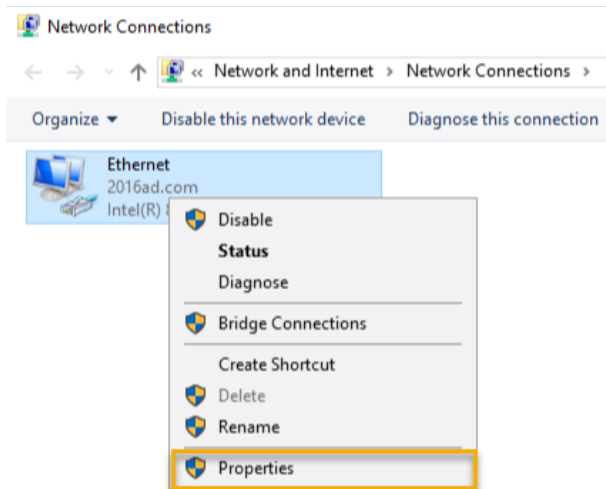 Network Connections
« Network and Internet > Network Connections >
Organize Disable this network device Diagnose this connection
Ethernet
2016ad.com
Intel(R)
Disable
Status
Diagnose
Bridge Connections
Create Shortcut
Delete
Rename
Properties